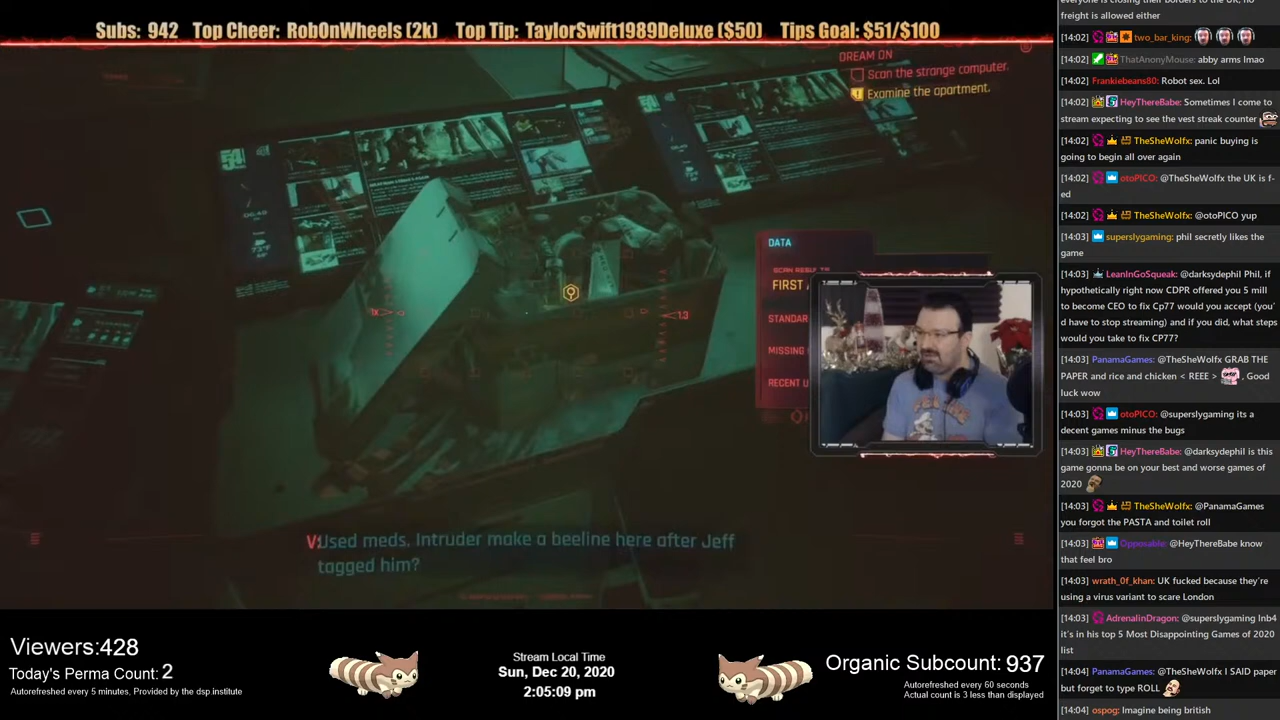 Subs: 942 Top Cheer: RobOnWheels (2k) Top Tip: TaylorSwift1989Deluxe ($50) Tips Goal: $51/$100
DREAM ON
Scan the strange computer.
Examine the apartment.
DATA
SCAN RESULTS
FIRST
STANDAR
MISSING
RECENT U
1x
1.3
V: Used meds, Intruder make a beeline here after Jeff
tagged him?
Viewers:428
Today's Perma Count: 2
Autorefreshed every 5 minutes, Provided by the dsp.institute
Stream Local Time
Sun, Dec 20, 2020
2:05:09 pm
Organic Subcount: 937
Autorefreshed every 60 seconds
Actual count is 3 less than displayed
everyone is closing their borders to the UK, no
freight is allowed either
[14:02] two_bar_king:
[14:02] ThatAnonyMouse: abby arms lmao
[14:02] Frankiebeans80: Robot sex. Lol
[14:02] HeyThereBabe: Sometimes I come to
stream expecting to see the vest streak counter
[14:02] TheSheWolfx: panic buying is
going to begin all over again
[14:02] otoPICO: @TheSheWolfx the UK is f-
ed
[14:02] TheSheWolfx: @otoPICO yup
[14:03] superslygaming: phil secretly likes the
game
[14:03] LeanInGoSqueak: @darksydephil Phil, if
hypothetically right now CDPR offered you 5 mill
to become CEO to fix Cp77 would you accept (you'
d have to stop streaming) and if you did, what steps
would you take to fix CP77?
[14:03] PanamaGames: @TheSheWolfx GRAB THE
PAPER and rice and chicken < REEE > , Good
luck wow
[14:03] otoPICO: @superslygaming its a
decent games minus the bugs
[14:03] HeyThereBabe: @darksydephil is this
game gonna be on your best and worse games of
2020
[14:03] TheSheWolfx: @PanamaGames
you forgot the PASTA and toilet roll
[14:03] Opposable: @HeyThereBabe know
that feel bro
[14:03] wrath_0f_khan: UK fucked because they're
using a virus variant to scare London
[14:03] AdrenalinDragon: @superslygaming Inb4
it's in his top 5 Most Disappointing Games of 2020
list
[14:04] PanamaGames: @TheSheWolfx I SAID paper
but forget to type ROLL
[14:04] ospog: Imagine being british